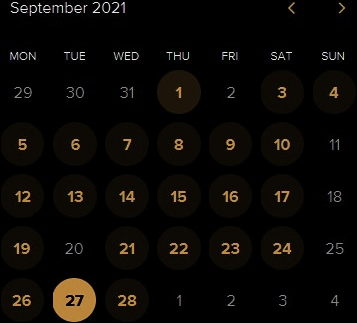 September 2021 < >
MON TUE WED THU FRI SAT SUN
29 30 31 1 2 3 4
5 6 7 8 9 10 11
12 13 14 15 16 17 18
19 20 21 22 23 24 25
26 27 28 1 2 3 4